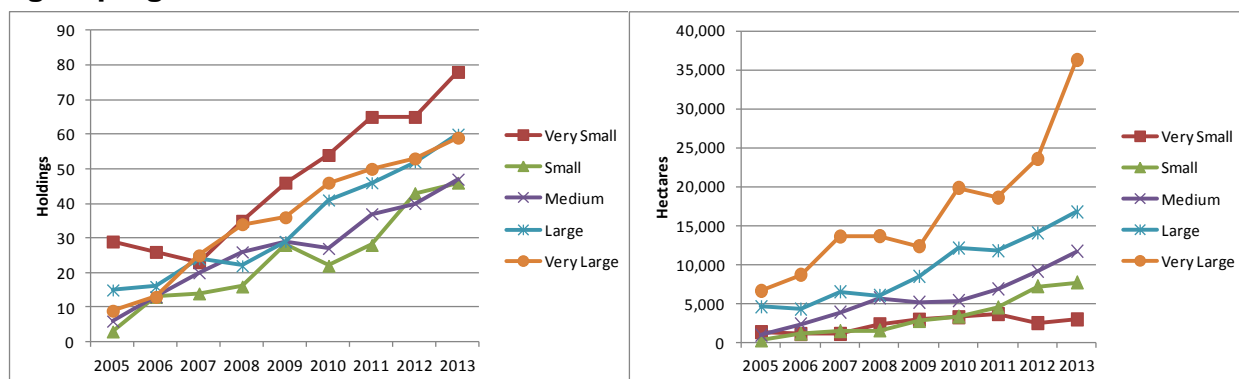 90
80
70
60
50
40
30
20
10
0
Holdings
2005 2006 2007 2008 2009 2010 2011 2012 2013
Very Small
Small
Medium
Large
Very Large
40,000
35,000
30,000
25,000
20,000
15,000
10,000
5,000
0
Hectares
2005 2006 2007 2008 2009 2010 2011 2012 2013
Very Small
Small
Medium
Large
Very Large